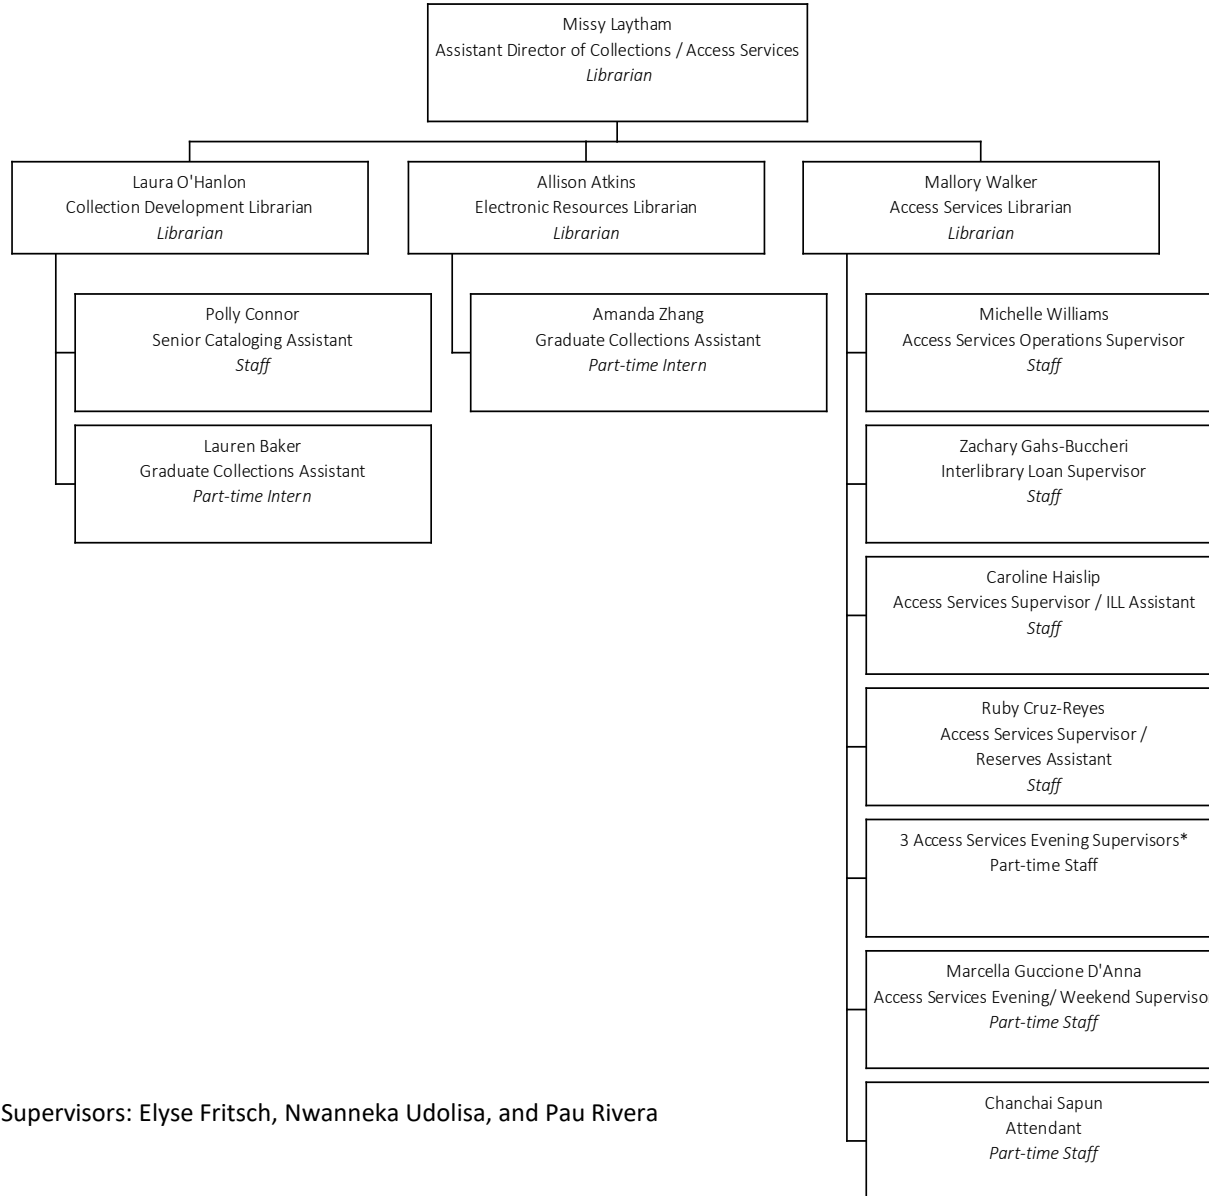 Missy Laytham
Assistant Director of Collections / Access Services
Librarian
Laura O'Hanlon
Collection Development Librarian
Librarian
Allison Atkins
Electronic Resources Librarian
Librarian
Mallory Walker
Access Services Librarian
Librarian
Polly Connor
Senior Cataloging Assistant
Staff
Lauren Baker
Graduate Collections Assistant
Part-time Intern
Amanda Zhang
Graduate Collections Assistant
Part-time Intern
Michelle Williams
Access Services Operations Supervisor
Staff
Zachary Gahs-Buccheri
Interlibrary Loan Supervisor
Staff
Caroline Haislip
Access Services Supervisor / ILL Assistant
Staff
Ruby Cruz-Reyes
Access Services Supervisor /
Reserves Assistant
Staff
3 Access Services Evening Supervisors*
Part-time Staff
Marcella Guccione D'Anna
Access Services Evening/ Weekend Superviso
Part-time Staff
Chanchai Sapun
Attendant
Part-time Staff
Supervisors: Elyse Fritsch, Nwanneka Udolisa, and Pau Rivera